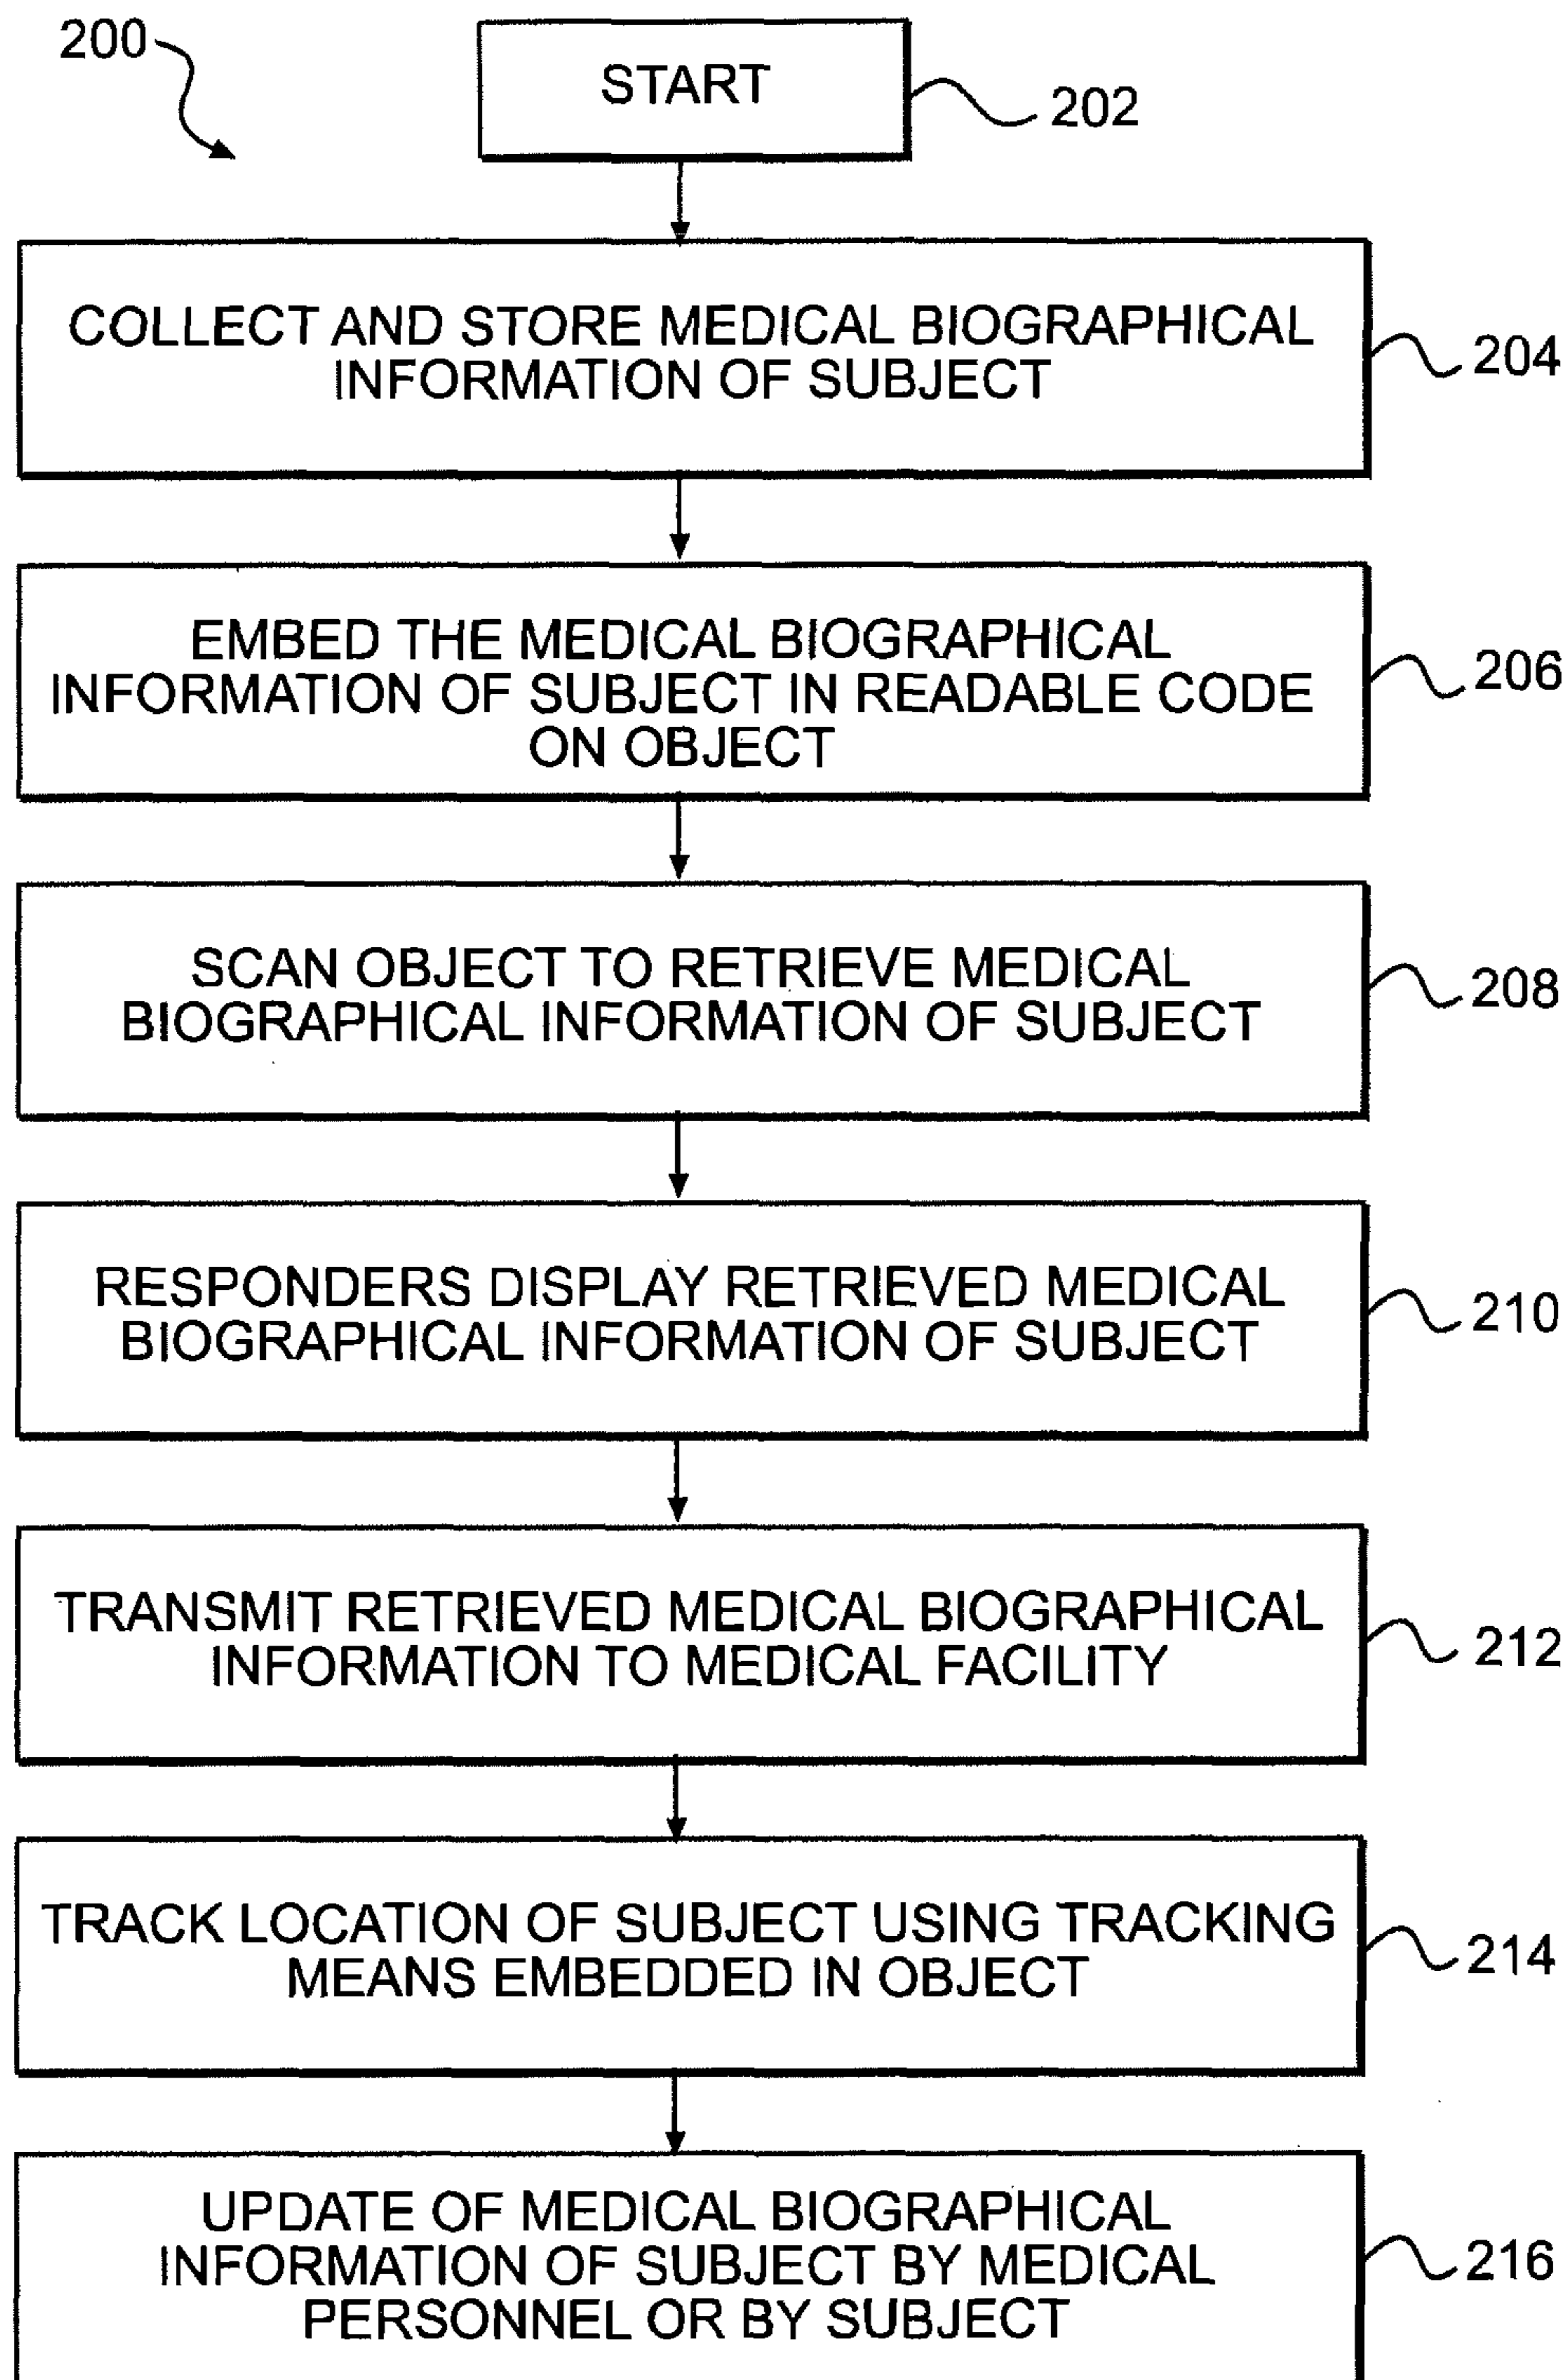 200
START
202
COLLECT AND STORE MEDICAL BIOGRAPHICAL
INFORMATION OF SUBJECT
204
EMBED THE MEDICAL BIOGRAPHICAL
INFORMATION OF SUBJECT IN READABLE CODE
ON OBJECT
206
SCAN OBJECT TO RETRIEVE MEDICAL
BIOGRAPHICAL INFORMATION OF SUBJECT
208
RESPONDERS DISPLAY RETRIEVED MEDICAL
BIOGRAPHICAL INFORMATION OF SUBJECT
210
TRANSMIT RETRIEVED MEDICAL BIOGRAPHICAL
INFORMATION TO MEDICAL FACILITY
212
TRACK LOCATION OF SUBJECT USING TRACKING
MEANS EMBEDDED IN OBJECT
214
UPDATE OF MEDICAL BIOGRAPHICAL
INFORMATION OF SUBJECT BY MEDICAL
PERSONNEL OR BY SUBJECT
216